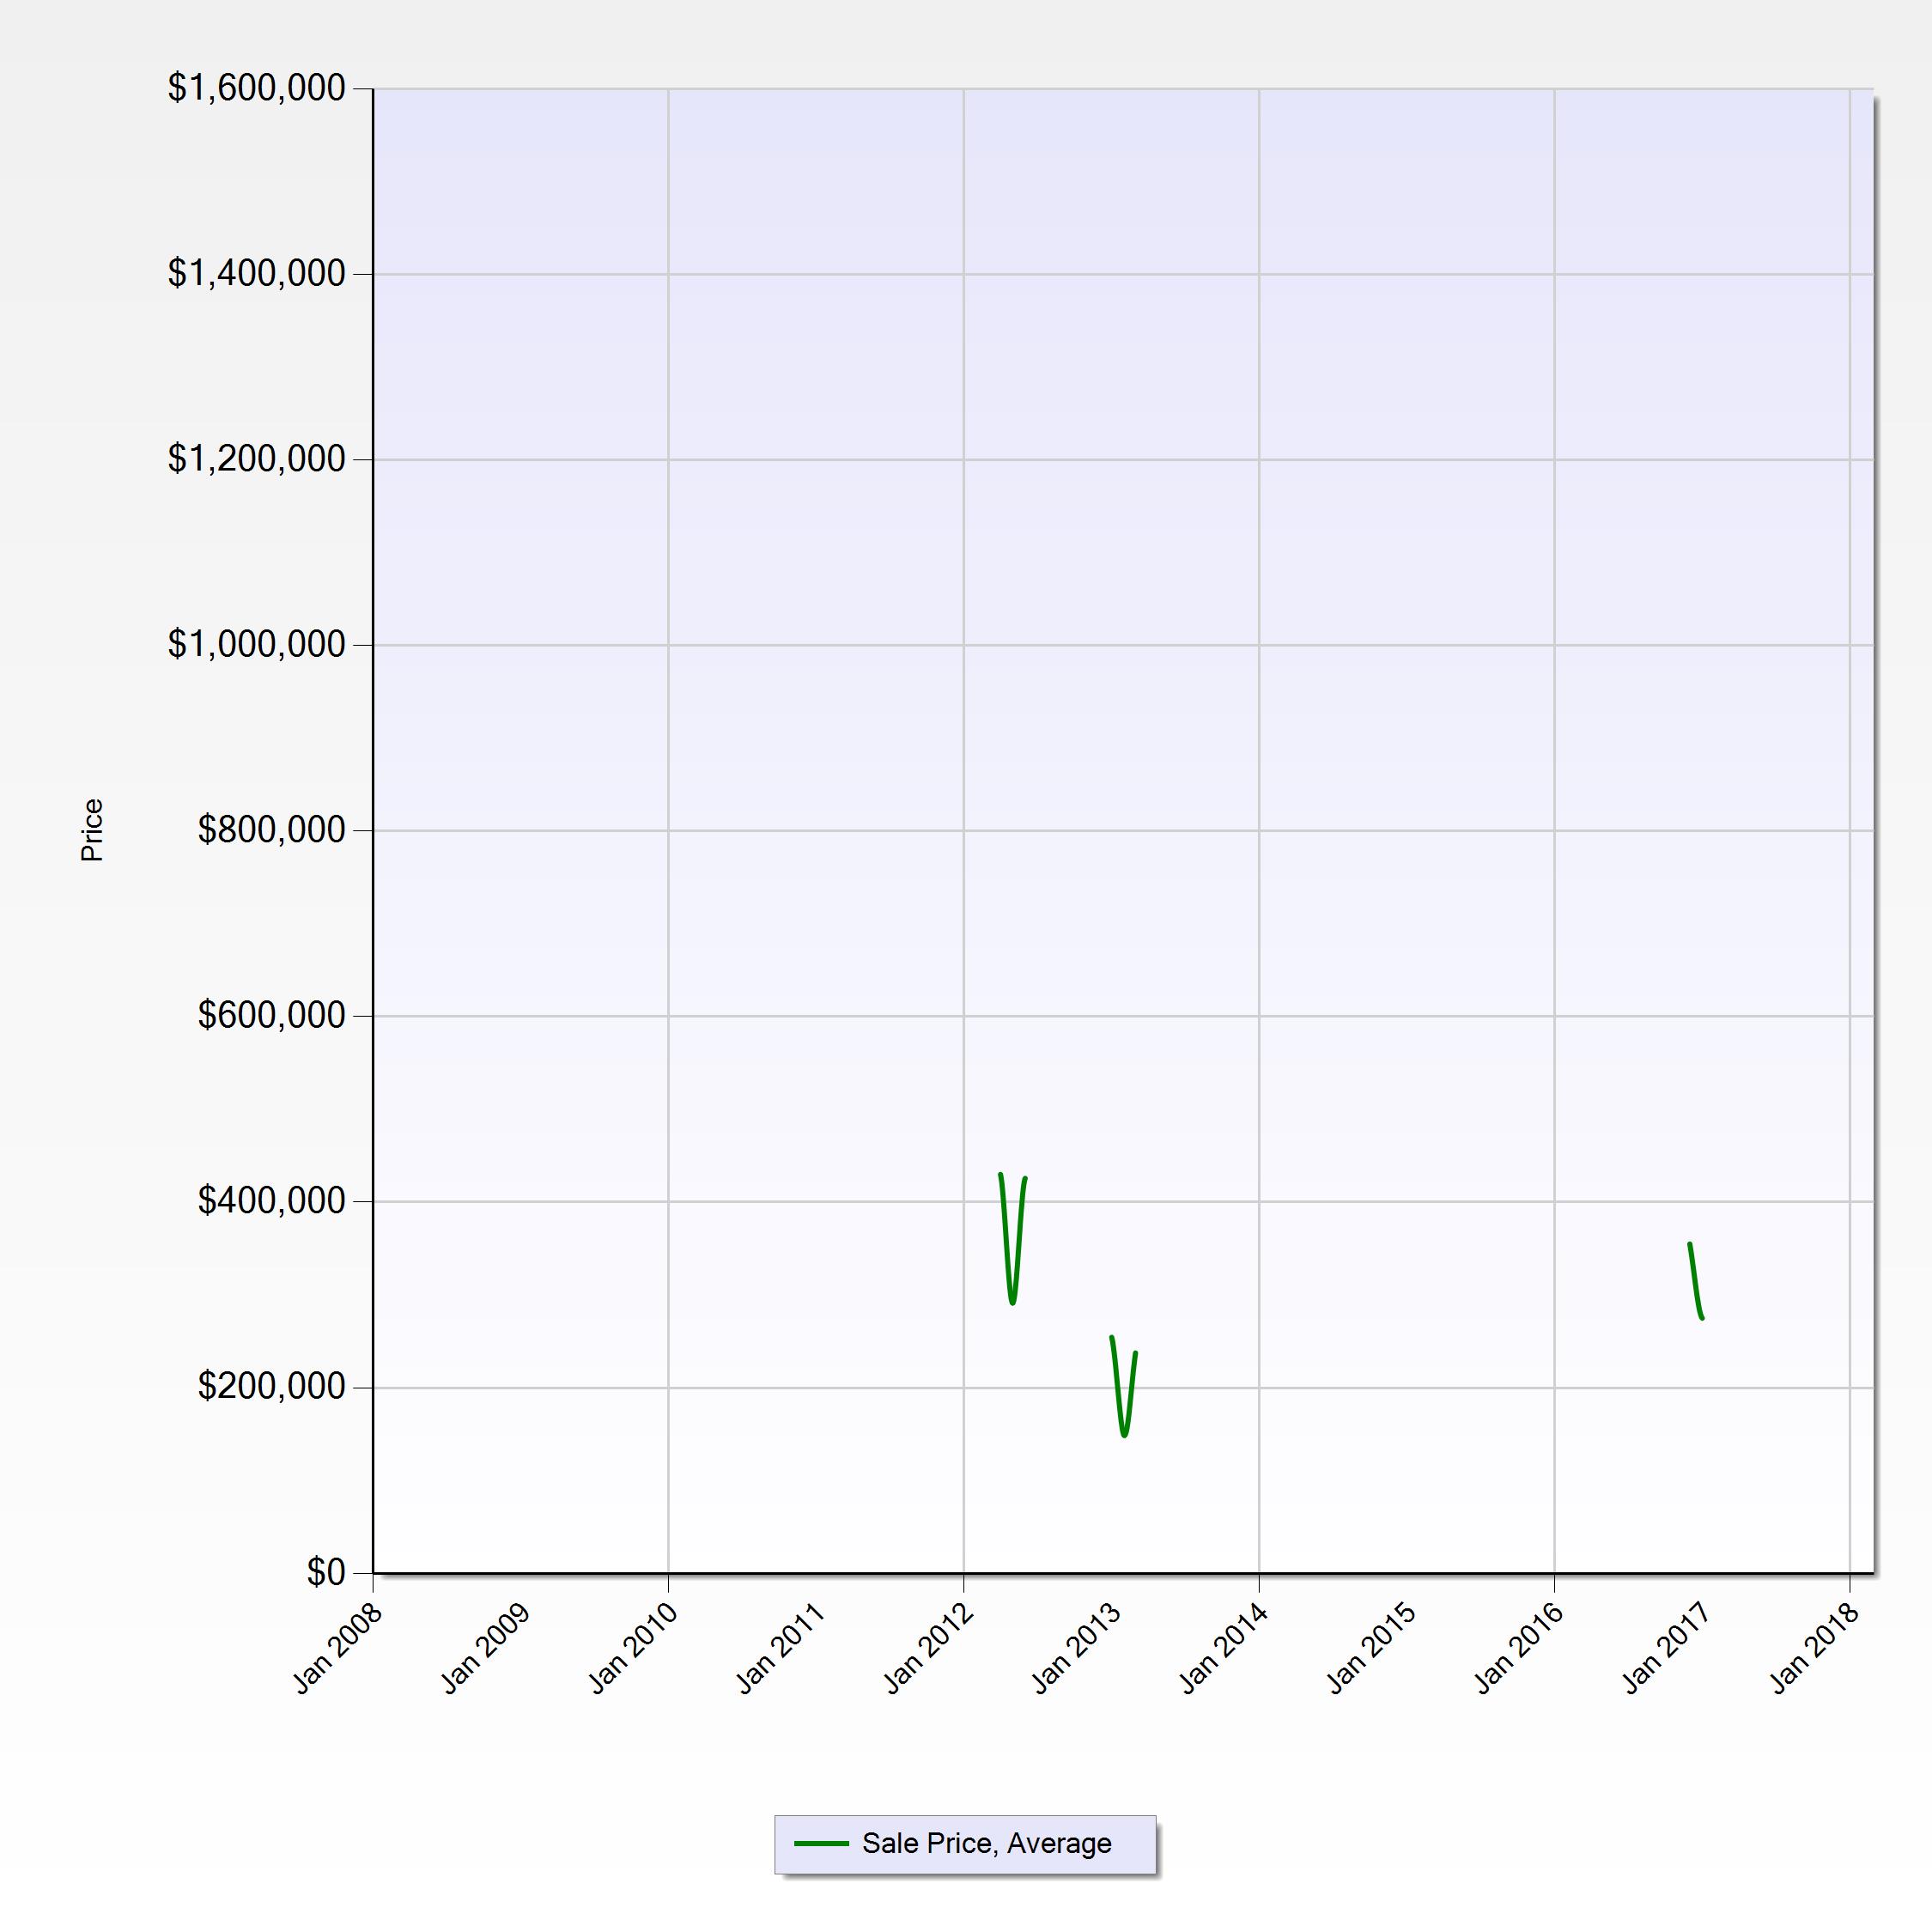 $1,600,000
$1,400,000
$1,200,000
$1,000,000
$800,000
$600,000
$400,000
$200,000
$0
Price
Jan 2008
Jan 2009
Jan 2010
Jan 2011
Jan 2012
Jan 2013
Jan 2014
Jan 2015
Jan 2016
Jan 2017
Jan 2018
Sale Price, Average